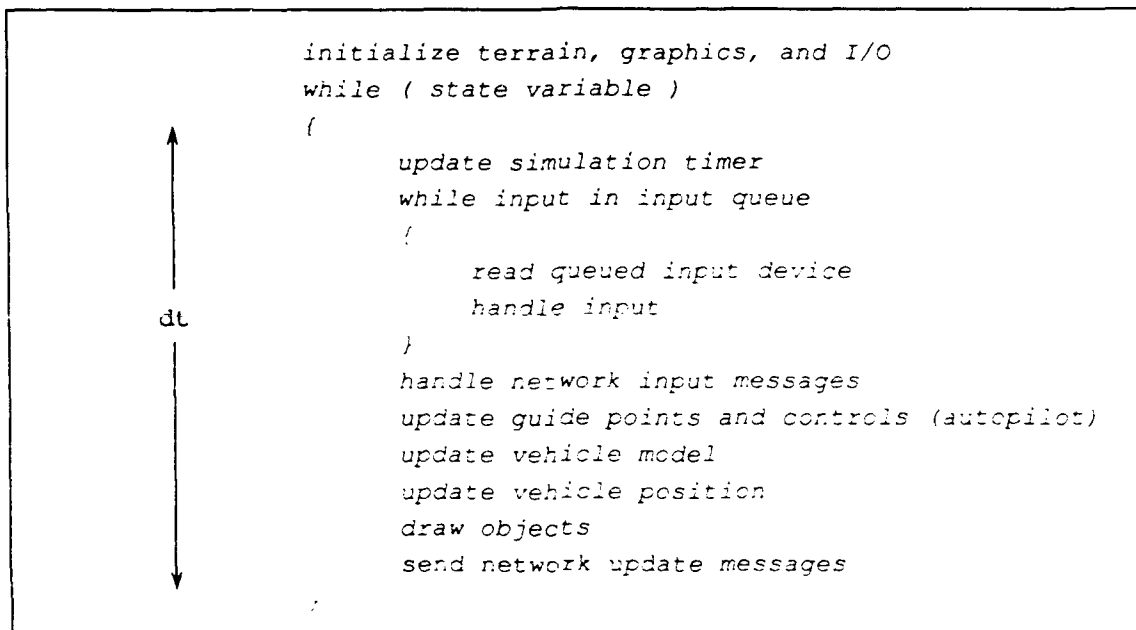 initialize terrain, graphics, and I/O
while ( state variable )
{
update simulation timer
while input in input queue
{
read queued input device
handle input
}
dt
handle network input messages
update guide points and controls (autopilot)
update vehicle model
update vehicle position
draw objects
send network update messages
}